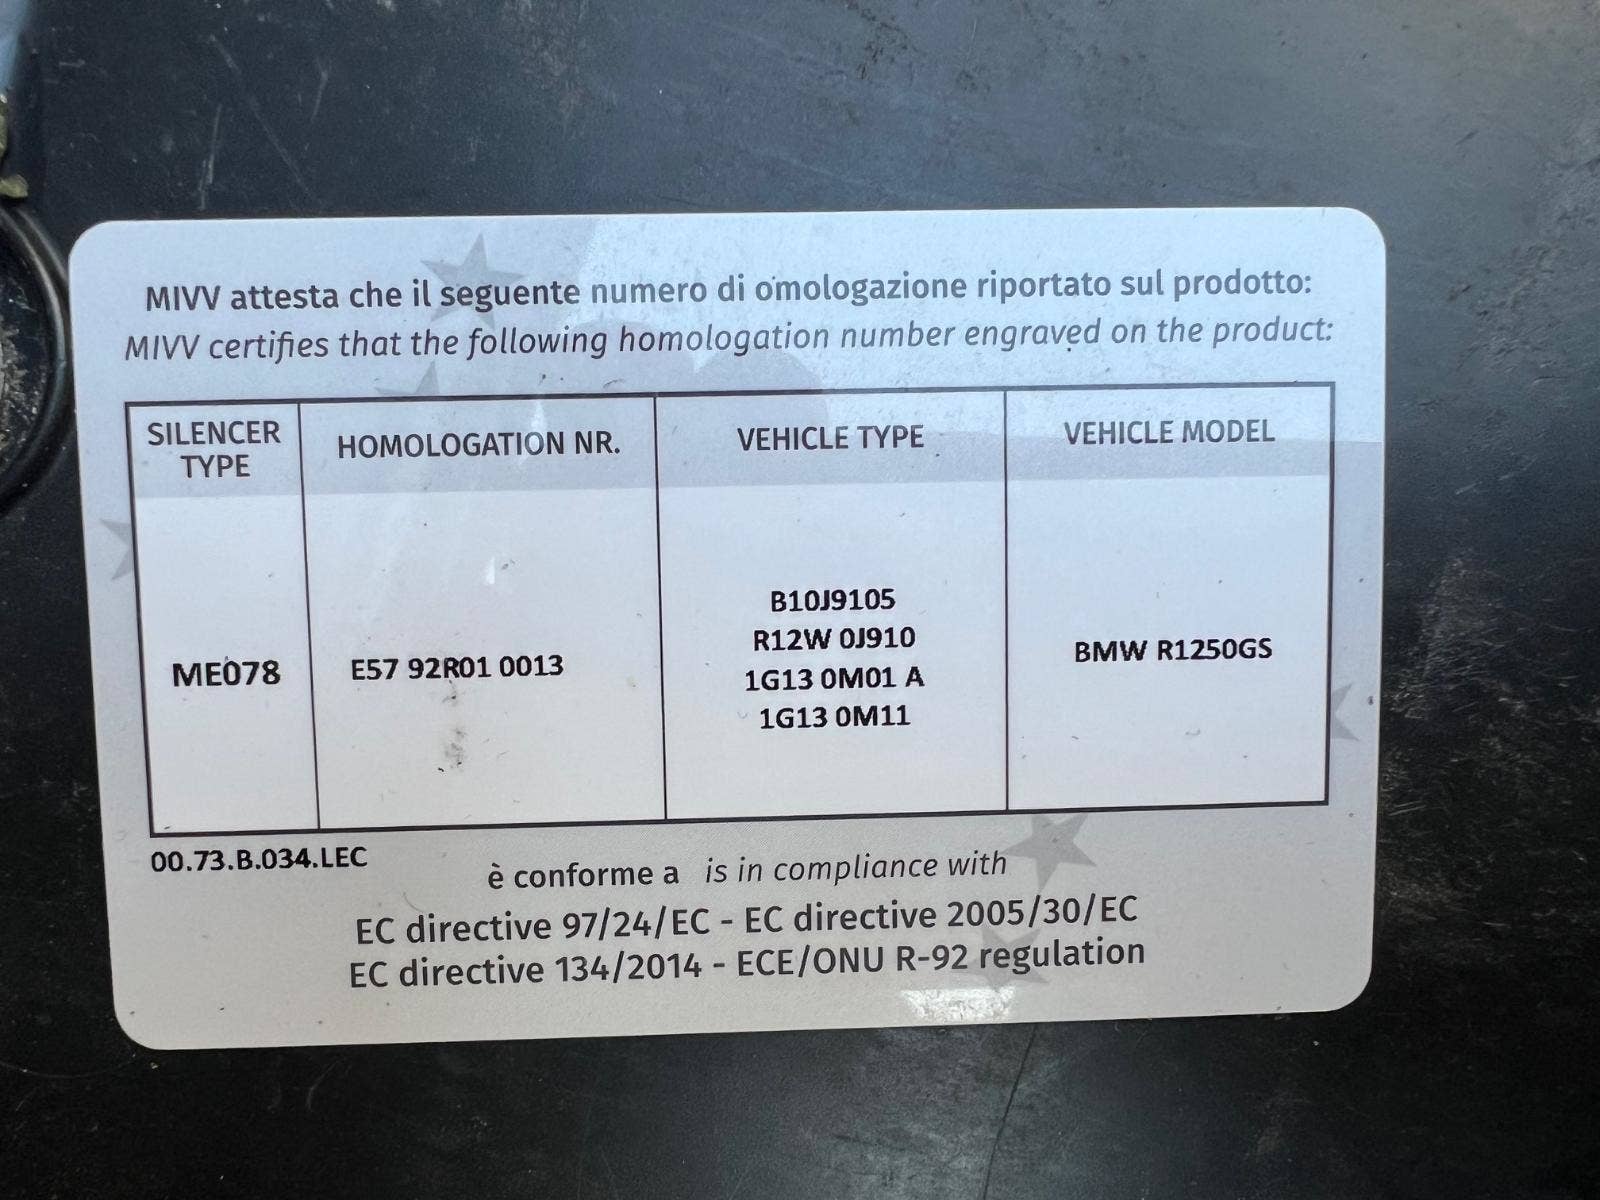 MIVV attesta che il seguente numero di omologazione riportato sul prodotto:
MIVV certifies that the following homologation number engraved on the product:
SILENCER TYPE
HOMOLOGATION NR.
VEHICLE TYPE
VEHICLE MODEL
ME078
E57 92R01 0013
B10J9105
R12W 0J910
1G13 0M01 A
1G13 0M11
BMW R1250GS
00.73.B.034.LEC
è conforme a is in compliance with
EC directive 97/24/EC - EC directive 2005/30/EC
EC directive 134/2014 - ECE/ONU R-92 regulation